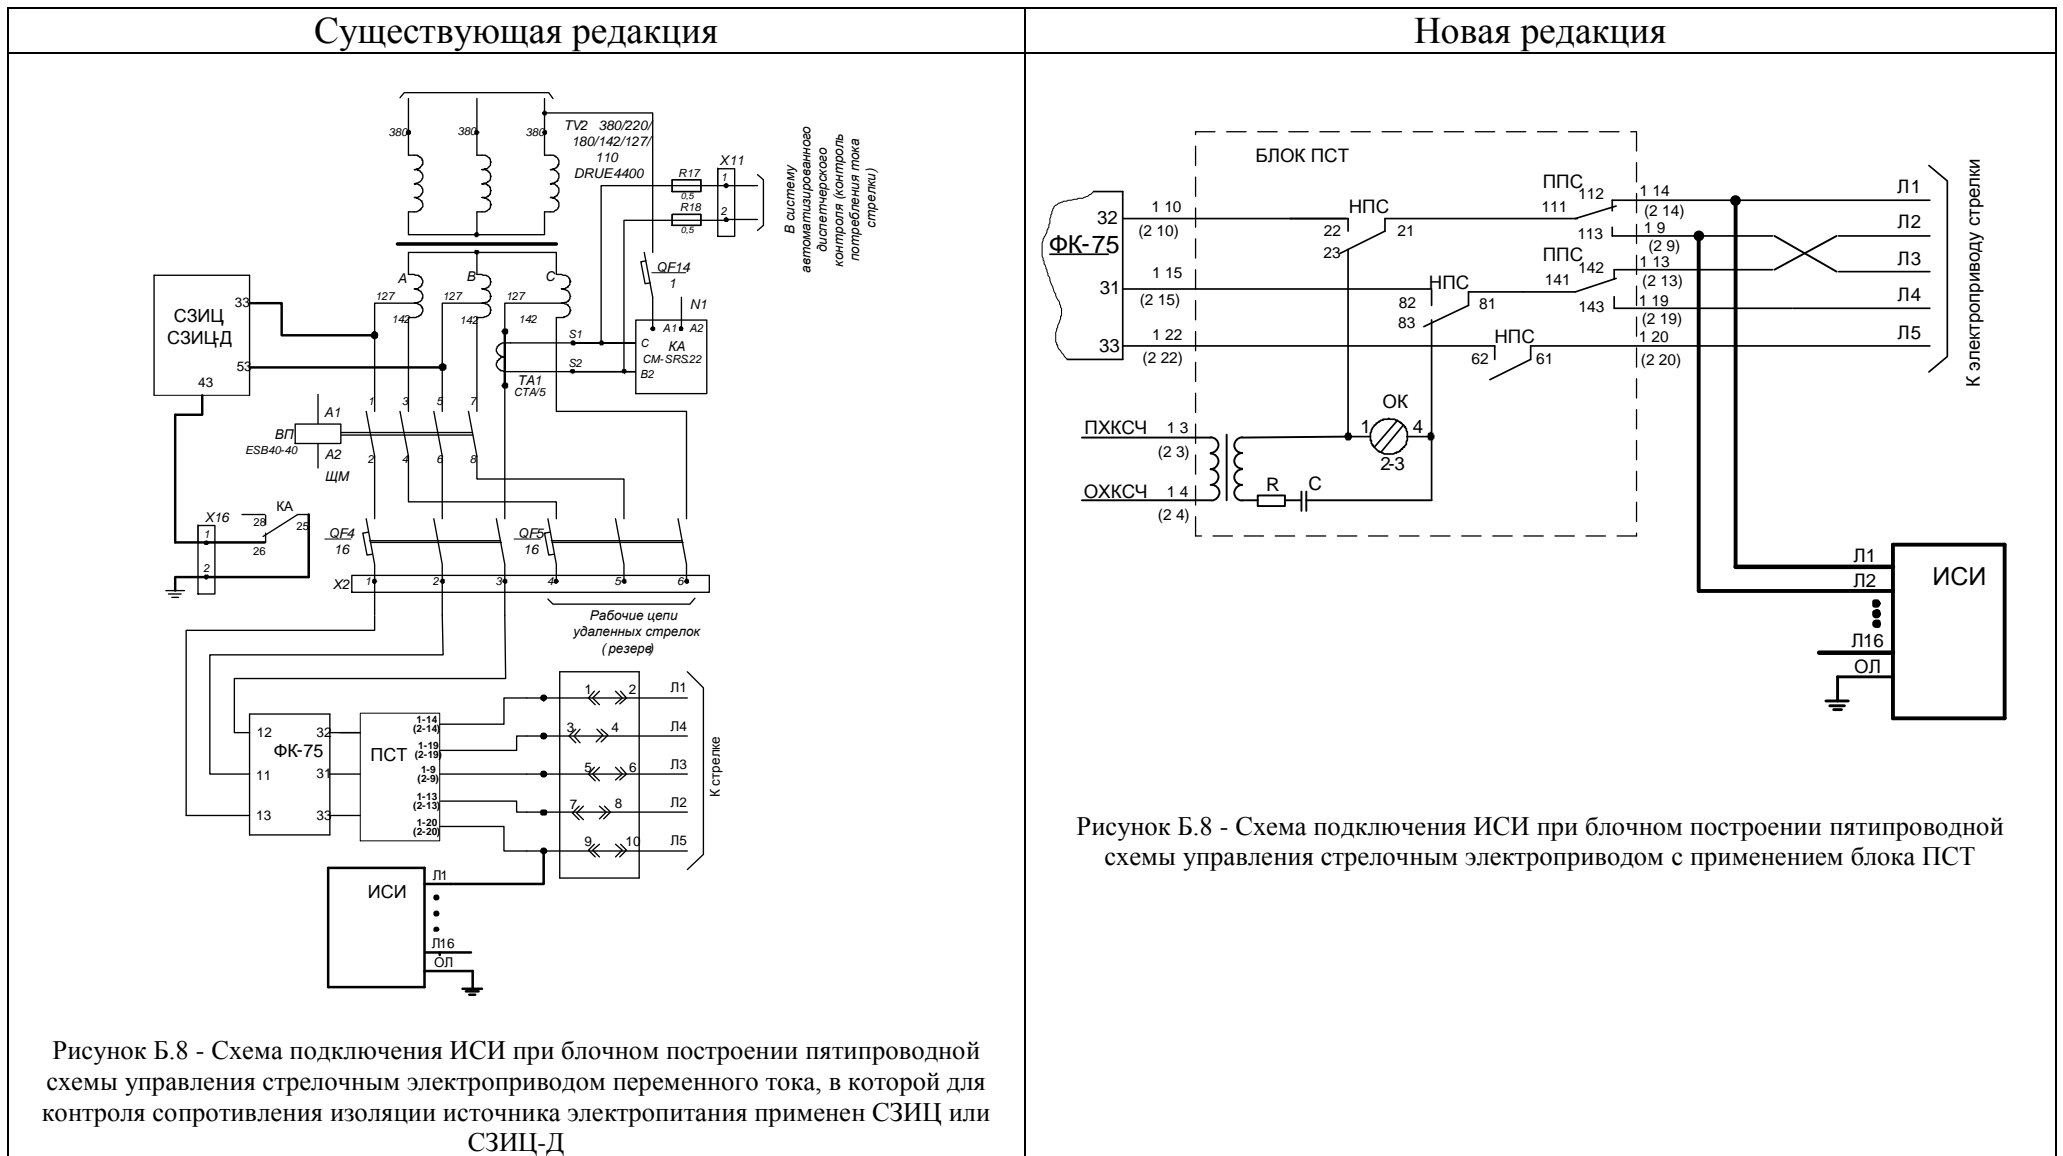 Существующая редакция
Новая редакция
380
380
380
TV2 380/220/
180/142/127/
110
DRUE4400
R17
0,5
R18
0,5
X11
1
2
В систему
автоматизированного
диспетчерского
контроля (контроль
потребления тока
стрелки)
QF14
1
N1
A1 A2
C
КА
CM-SRS.22
B2
S1
S2
TA1
CTA/5
A
B
C
127
127
127
142
142
142
СЗИЦ
СЗИЦ-Д
33
53
43
1
3
5
7
A1
ВП
ESB40-40
A2
ЩМ
2
4
6
8
X16
1
2
КА
28
25
26
QF4
16
QF5
16
X2
1
2
3
4
5
6
Рабочие цепи
удаленных стрелок
( резерв)
12
11
13
ФК-75
32
31
33
ПСТ
1-14
(2-14)
1-19
(2-19)
1-9
(2-9)
1-13
(2-13)
1-20
(2-20)
1
2
Л1
3
4
Л4
5
6
Л3
7
8
Л2
9
10
Л5
К стрелке
ИСИ
Л1
Л16
ОЛ
Рисунок Б.8 - Схема подключения ИСИ при блочном построении пятипроводной
схемы управления стрелочным электроприводом переменного тока, в которой для
контроля сопротивления изоляции источника электропитания применен СЗИЦ или
СЗИЦ-Д
БЛОК ПСТ
ФК-75
32
31
33
1 10
(2 10)
1 15
(2 15)
1 22
(2 22)
НПС
22
21
23
НПС
82
81
83
НПС
62
61
ППС
112
111
113
ППС
142
141
143
1 14
(2 14)
1 9
(2 9)
1 13
(2 13)
1 19
(2 19)
1 20
(2 20)
Л1
Л2
Л3
Л4
Л5
К электроприводу стрелки
ПХКСЧ
1 3
(2 3)
ОХКСЧ
1 4
(2 4)
ОК
1
4
2-3
R
C
Л1
Л2
Л16
ОЛ
ИСИ
Рисунок Б.8 - Схема подключения ИСИ при блочном построении пятипроводной
схемы управления стрелочным электроприводом с применением блока ПСТ